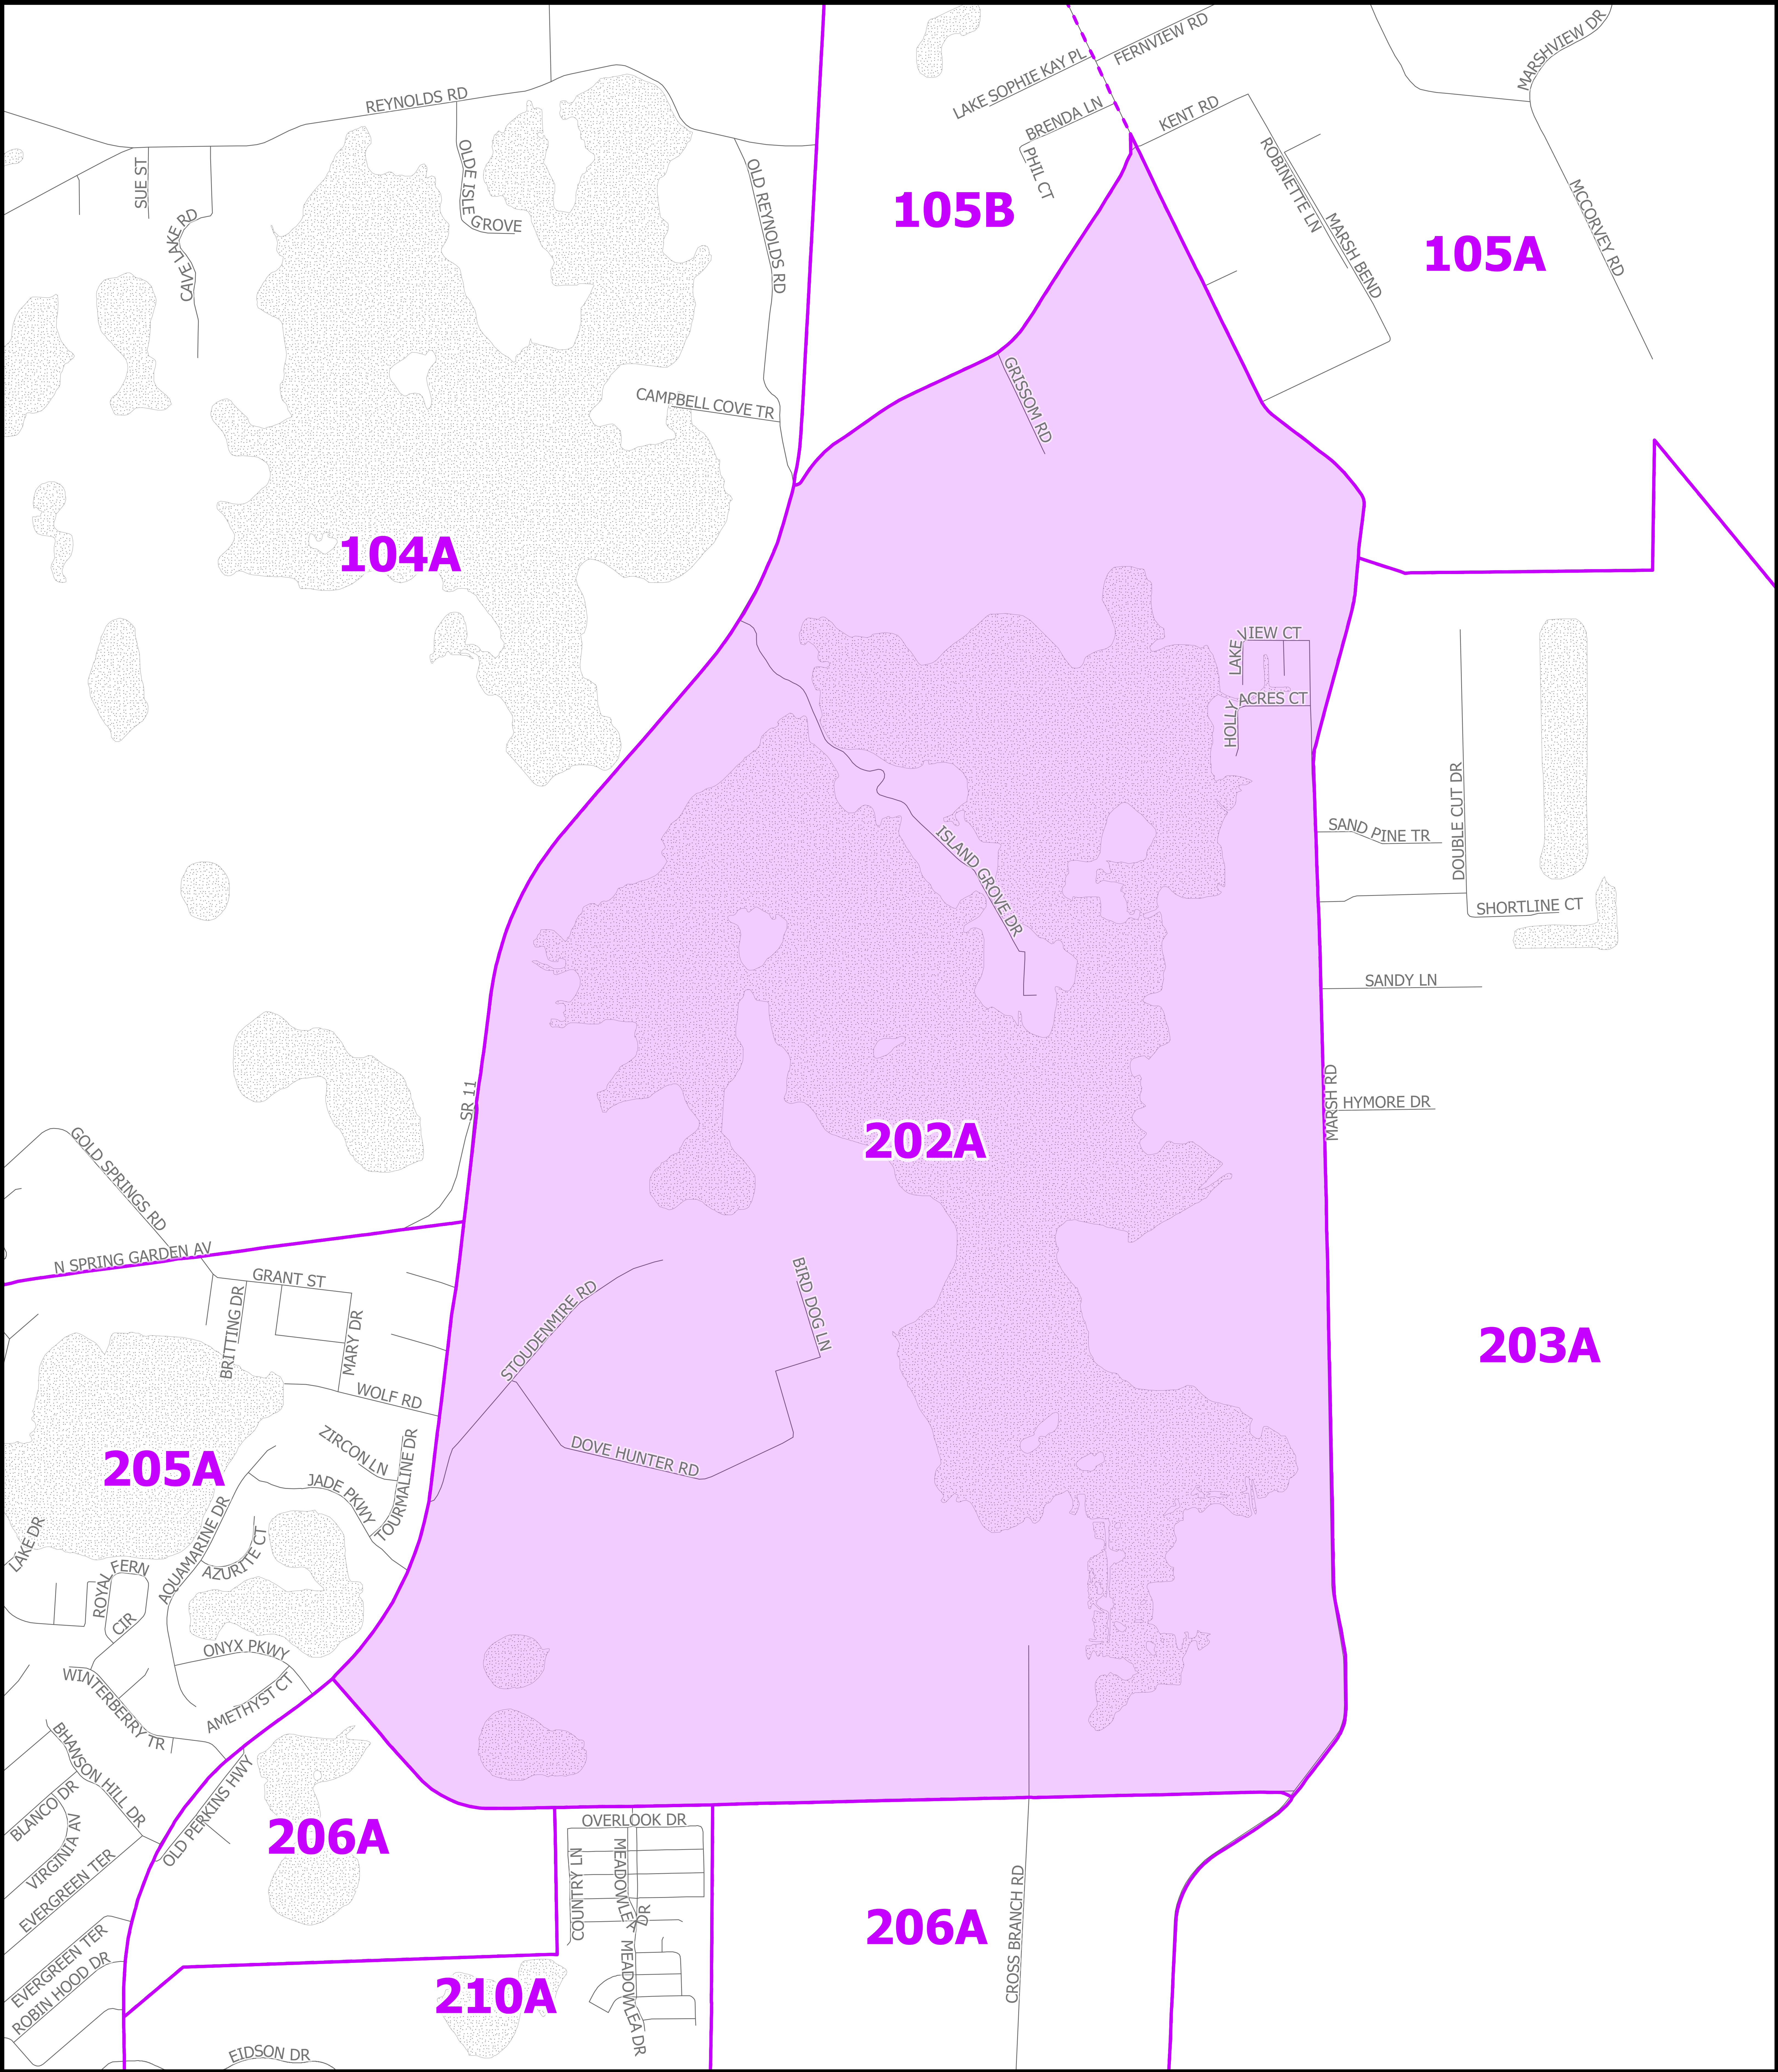 MARSHVIEW DR
FERNVIEW RD
LAKE SOPHIE KAY PL
REYNOLDS RD
BRENDA LN
KENT RD
SUE ST
OLDE ISLE
GROVE
OLD REYNOLDS RD
PHIL CT
ROBINETTE LN
MARSH BEND
MCCORVEY RD
105B
105A
CAVE LAKE RD
CAMPBELL COVE TR
GRISSOM RD
104A
LAKE
VIEW CT
HOLLY
ACRES CT
ISLAND GROVE DR
SAND PINE TR
DOUBLE CUT DR
SHORTLINE CT
SANDY LN
SR 11
MARSH RD
HYMORE DR
202A
GOLD SPRINGS RD
N SPRING GARDEN AV
GRANT ST
BRITTING DR
MARY DR
STOUDENMIRE RD
BIRD DOG LN
203A
WOLF RD
ZIRCON LN
TOURMALINE DR
DOVE HUNTER RD
205A
JADE PKWY
AQUAMARINE DR
AZURITE CT
LAKE DR
ROYAL
FERN
CIR
ONYX PKWY
WINTERBERRY TR
AMETHYST CT
BHANSON HILL DR
OLD PERKINS HWY
BLANCO DR
VIRGINIA AV
206A
OVERLOOK DR
COUNTRY LN
MEADOWLEA
DR
EVERGREEN TER
CROSS BRANCH RD
206A
EVERGREEN TER
ROBIN HOOD DR
210A
MEADOWLEA DR
EIDSON DR